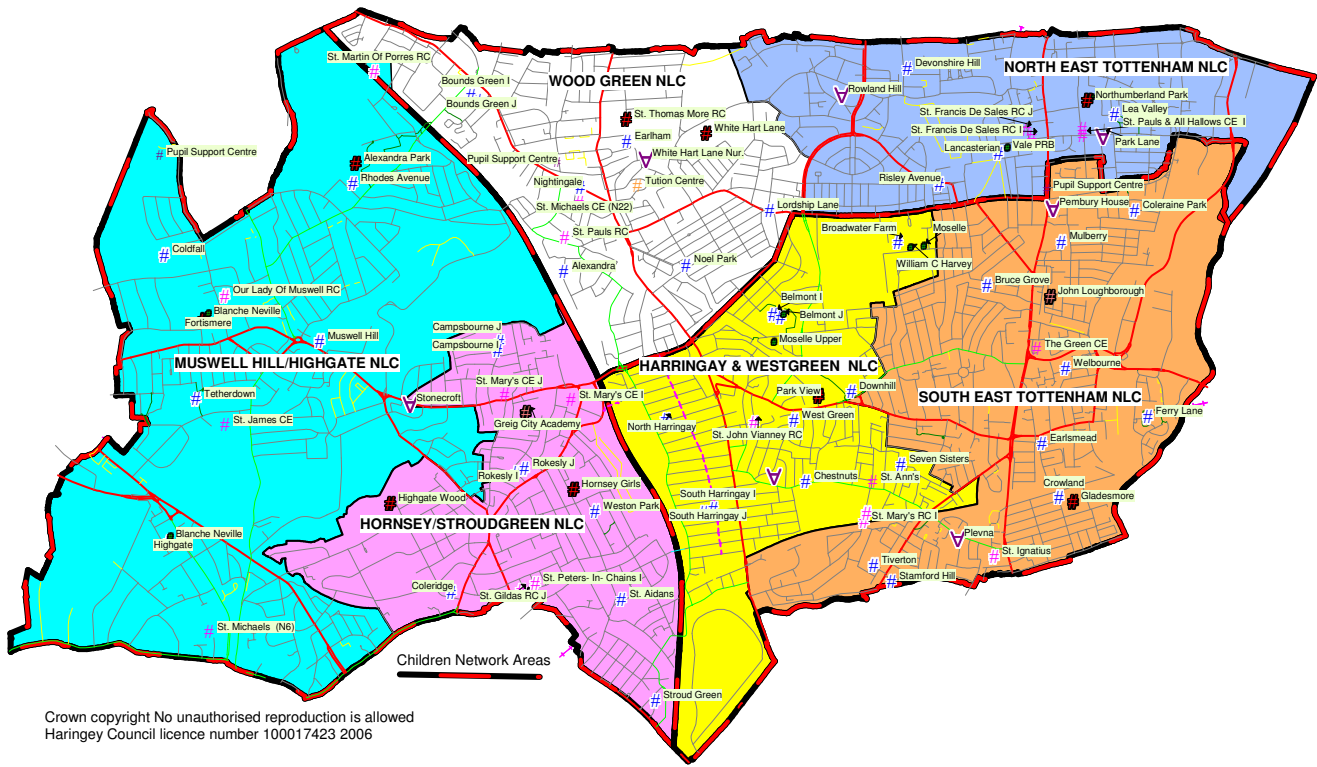 St. Martin Of Porres RC
Bounds Green I
Bounds Green J
WOOD GREEN NLC
St. Thomas More RC
White Hart Lane
Earlham
White Hart Lane Nur.
Pupil Support Centre
Nightingale
Tution Centre
St. Michaels CE (N22)
St. Pauls RC
Alexandra
Noel Park
Lordship Lane
Devonshire Hill
NORTH EAST TOTTENHAM NLC
Rowland Hill
Northumberland Park
St. Francis De Sales RC J
Lea Valley
St. Francis De Sales RC I
St. Pauls & All Hallows CE I
Lancasterian
Vale PRB
Park Lane
Risley Avenue
Pupil Support Centre
Pembury House
Coleraine Park
Mulberry
Bruce Grove
John Loughborough
The Green CE
Welbourne
SOUTH EAST TOTTENHAM NLC
Ferry Lane
Earlsmead
Crowland
Gladesmore
Plevna
St. Ignatius
Tiverton
Stamford Hill
Broadwater Farm
Moselle
William C Harvey
Belmont I
Belmont J
Moselle Upper
HARRINGAY & WESTGREEN NLC
Park View
Downhill
North Harringay
West Green
St. John Vianney RC
Seven Sisters
Chestnuts
St. Ann's
South Harringay I
South Harringay J
St. Mary's RC I
Pupil Support Centre
Alexandra Park
Rhodes Avenue
Coldfall
Our Lady Of Muswell RC
Blanche Neville
Fortismere
Muswell Hill
MUSWELL HILL/HIGHGATE NLC
Tetherdown
St. James CE
Stonecroft
Blanche Neville
Highgate
St. Michaels (N6)
Campsbourne J
Campsbourne I
St. Mary's CE J
St. Mary's CE I
Greig City Academy
Rokesly J
Rokesly I
Highgate Wood
Hornsey Girls
Weston Park
HORNSEY/STROUDGREEN NLC
St. Peters- In- Chains I
Coleridge
St. Gildas RC J
St. Aidans
Stroud Green
Children Network Areas
Crown copyright No unauthorised reproduction is allowed
Haringey Council licence number 100017423 2006